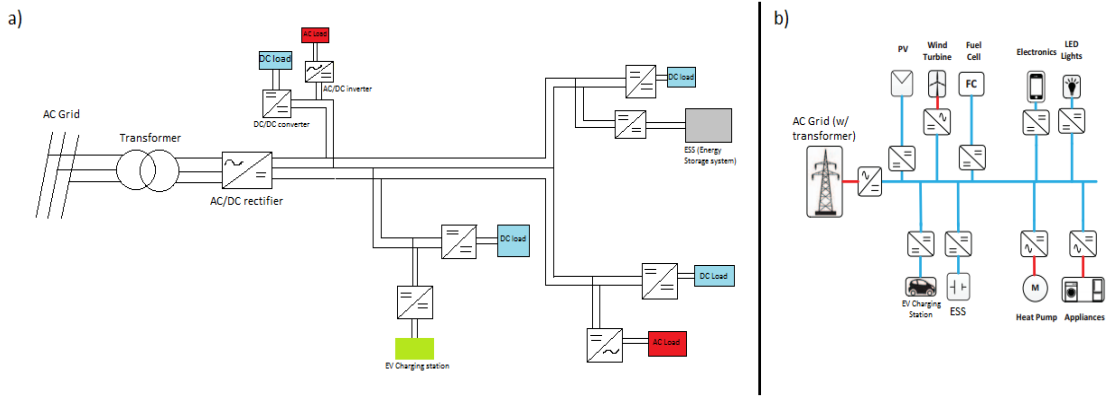 a)
AC Load
DC load
AC/DC inverter
DC/DC converter
AC Grid
Transformer
AC/DC rectifier
DC load
ESS (Energy
Storage system)
DC load
DC Load
AC Load
EV Charging station
b)
PV
Wind
Turbine
Fuel
Cell
Electronics
LED
Lights
FC
AC Grid (w/
transformer)
EV Charging
Station
ESS
M
Heat Pump
Appliances